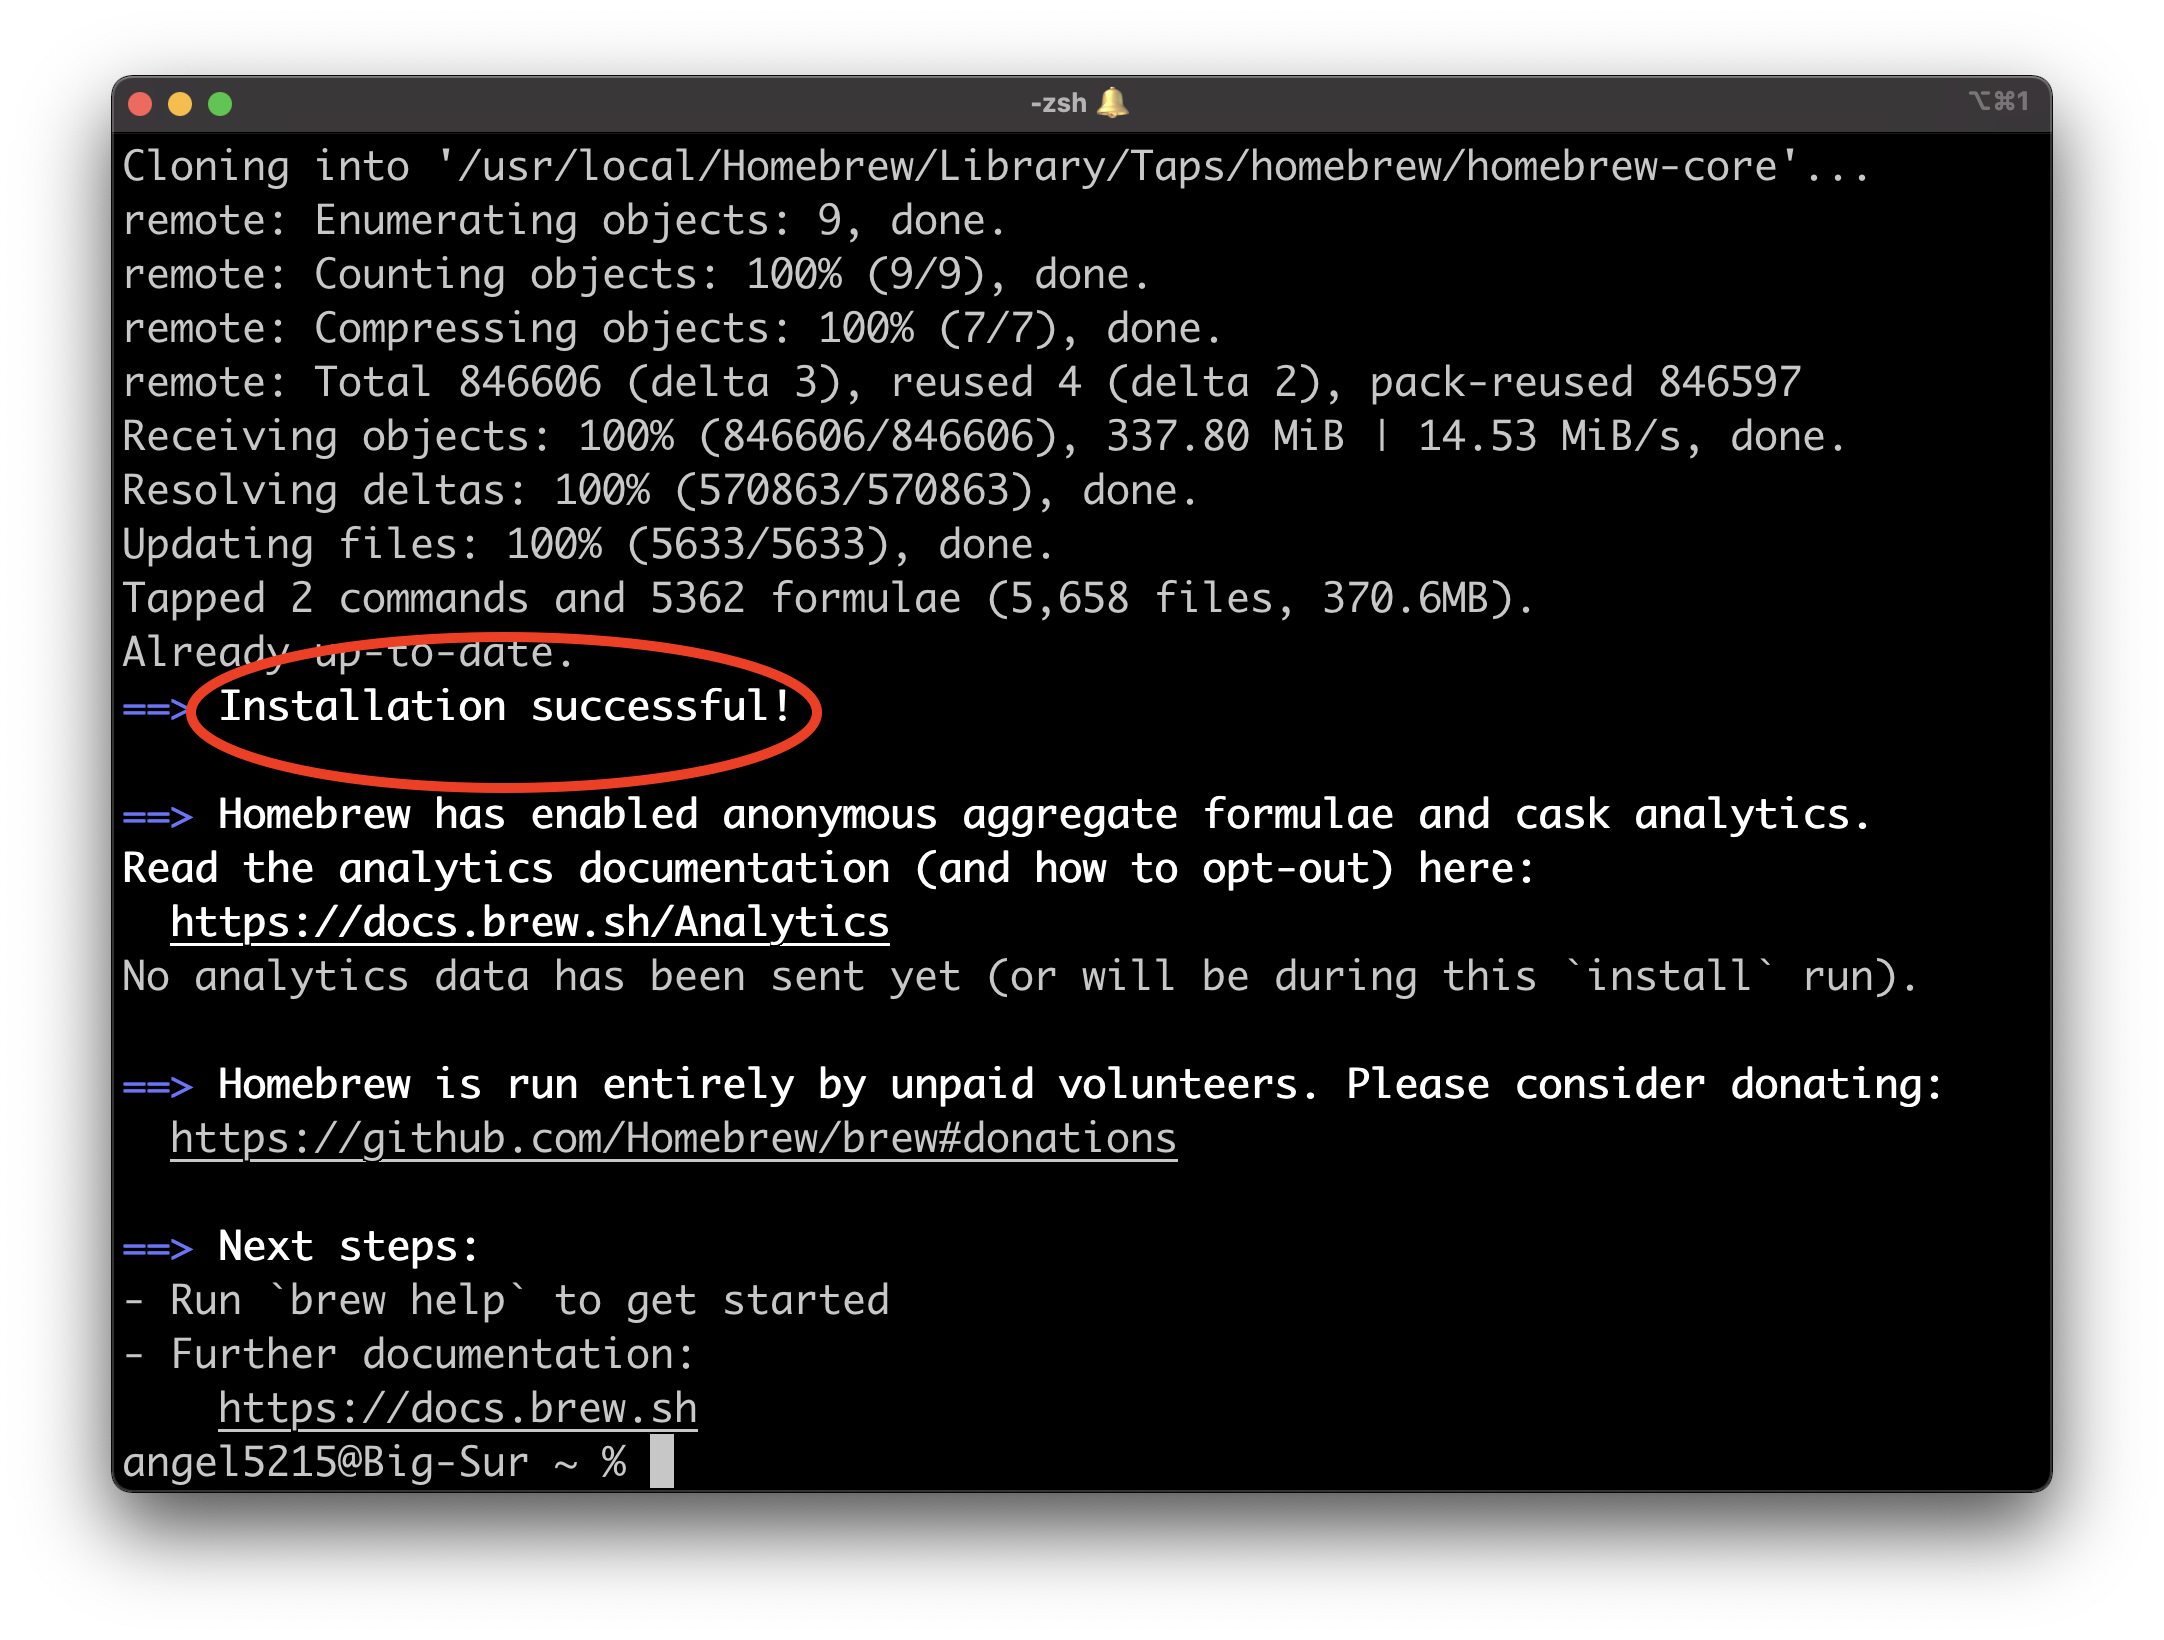 -zsh 🔔
⌥⌘1
Cloning into '/usr/local/Homebrew/Library/Taps/homebrew/homebrew-core'...
remote: Enumerating objects: 9, done.
remote: Counting objects: 100% (9/9), done.
remote: Compressing objects: 100% (7/7), done.
remote: Total 846606 (delta 3), reused 4 (delta 2), pack-reused 846597
Receiving objects: 100% (846606/846606), 337.80 MiB | 14.53 MiB/s, done.
Resolving deltas: 100% (570863/570863), done.
Updating files: 100% (5633/5633), done.
Tapped 2 commands and 5362 formulae (5,658 files, 370.6MB).
Already up-to-date.
==> Installation successful!
==> Homebrew has enabled anonymous aggregate formulae and cask analytics.
Read the analytics documentation (and how to opt-out) here:
https://docs.brew.sh/Analytics
No analytics data has been sent yet (or will be during this `install` run).
==> Homebrew is run entirely by unpaid volunteers. Please consider donating:
https://github.com/Homebrew/brew#donations
==> Next steps:
- Run `brew help` to get started
- Further documentation:
https://docs.brew.sh
angel5215@Big-Sur ~ %